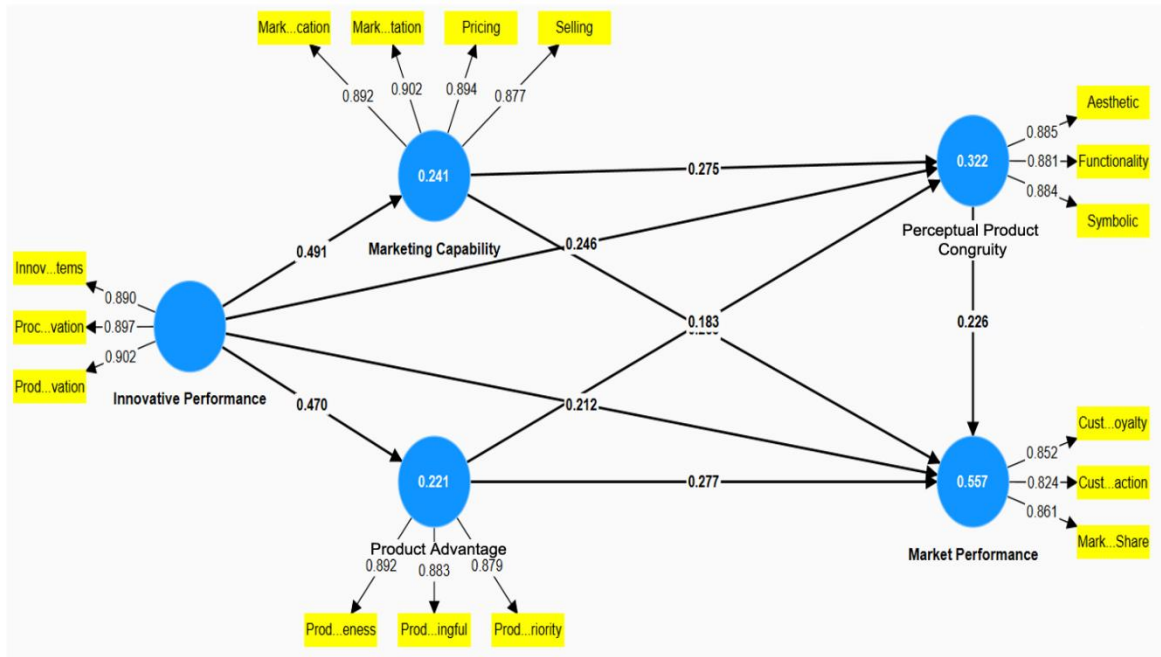 Mark...cation
Mark...tation
Pricing
Selling
0.892
0.902
0.894
0.877
0.241
Marketing Capability
0.491
0.275
0.246
Aesthetic
0.885
Functionality
0.881
0.884
Symbolic
0.322
Perceptual Product
Congruity
Innov...tems
0.890
Proc...vation
0.897
0.902
Prod...vation
Innovative Performance
0.183
0.226
0.470
0.212
0.221
Product Advantage
0.277
0.892
0.883
0.879
Prod...eness
Prod...ingful
Prod...riority
Cust...oyalty
0.852
Cust...action
0.824
0.861
Mark...Share
0.557
Market Performance